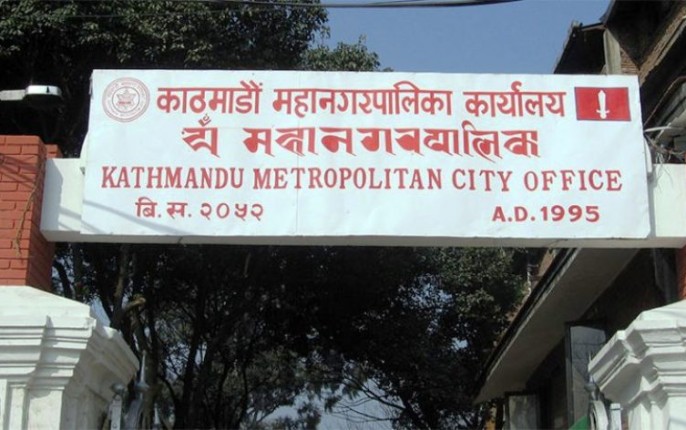 काठमाडौं महानगरपालिका कार्यालय
KATHMANDU METROPOLITAN CITY OFFICE
बि. स. २०५२
A.D. 1995